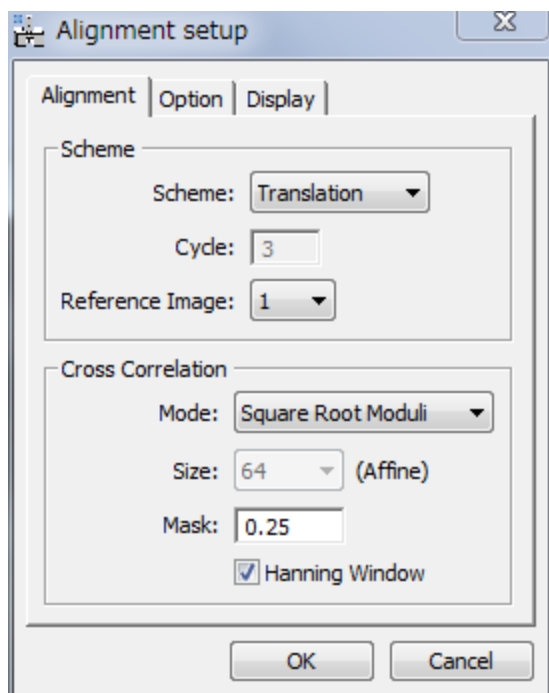 Alignment setup
Alignment Option Display
Scheme
Scheme: Translation
Cycle: 3
Reference Image: 1
Cross Correlation
Mode: Square Root Moduli
Size: 64 (Affine)
Mask: 0.25
Hanning Window
OK Cancel